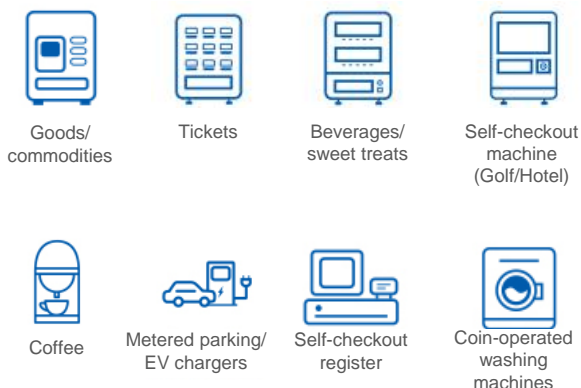 Goods/
commodities
Tickets
Beverages/
sweet treats
Self-checkout
machine
(Golf/Hotel)
Coffee
Metered parking/
EV chargers
Self-checkout
register
Coin-operated
washing
machines